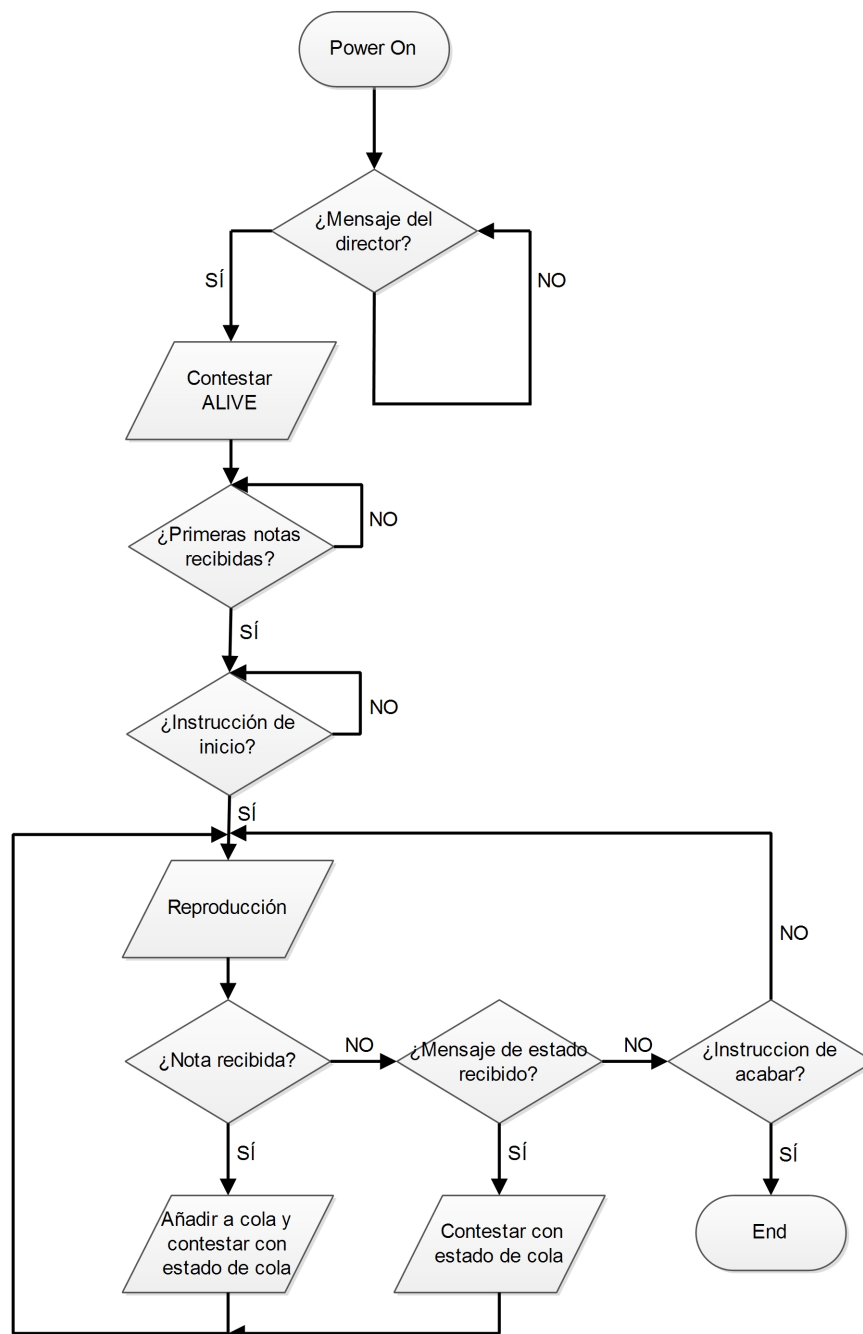 Power On
¿Mensaje del
director?
SÍ
NO
Contestar
ALIVE
¿Primeras notas
recibidas?
NO
SÍ
¿Instrucción de
inicio?
NO
SÍ
Reproducción
NO
¿Nota recibida?
NO
¿Mensaje de estado
recibido?
NO
¿Instruccion de
acabar?
SÍ
SÍ
SÍ
Añadir a cola y
contestar con
estado de cola
Contestar con
estado de cola
End